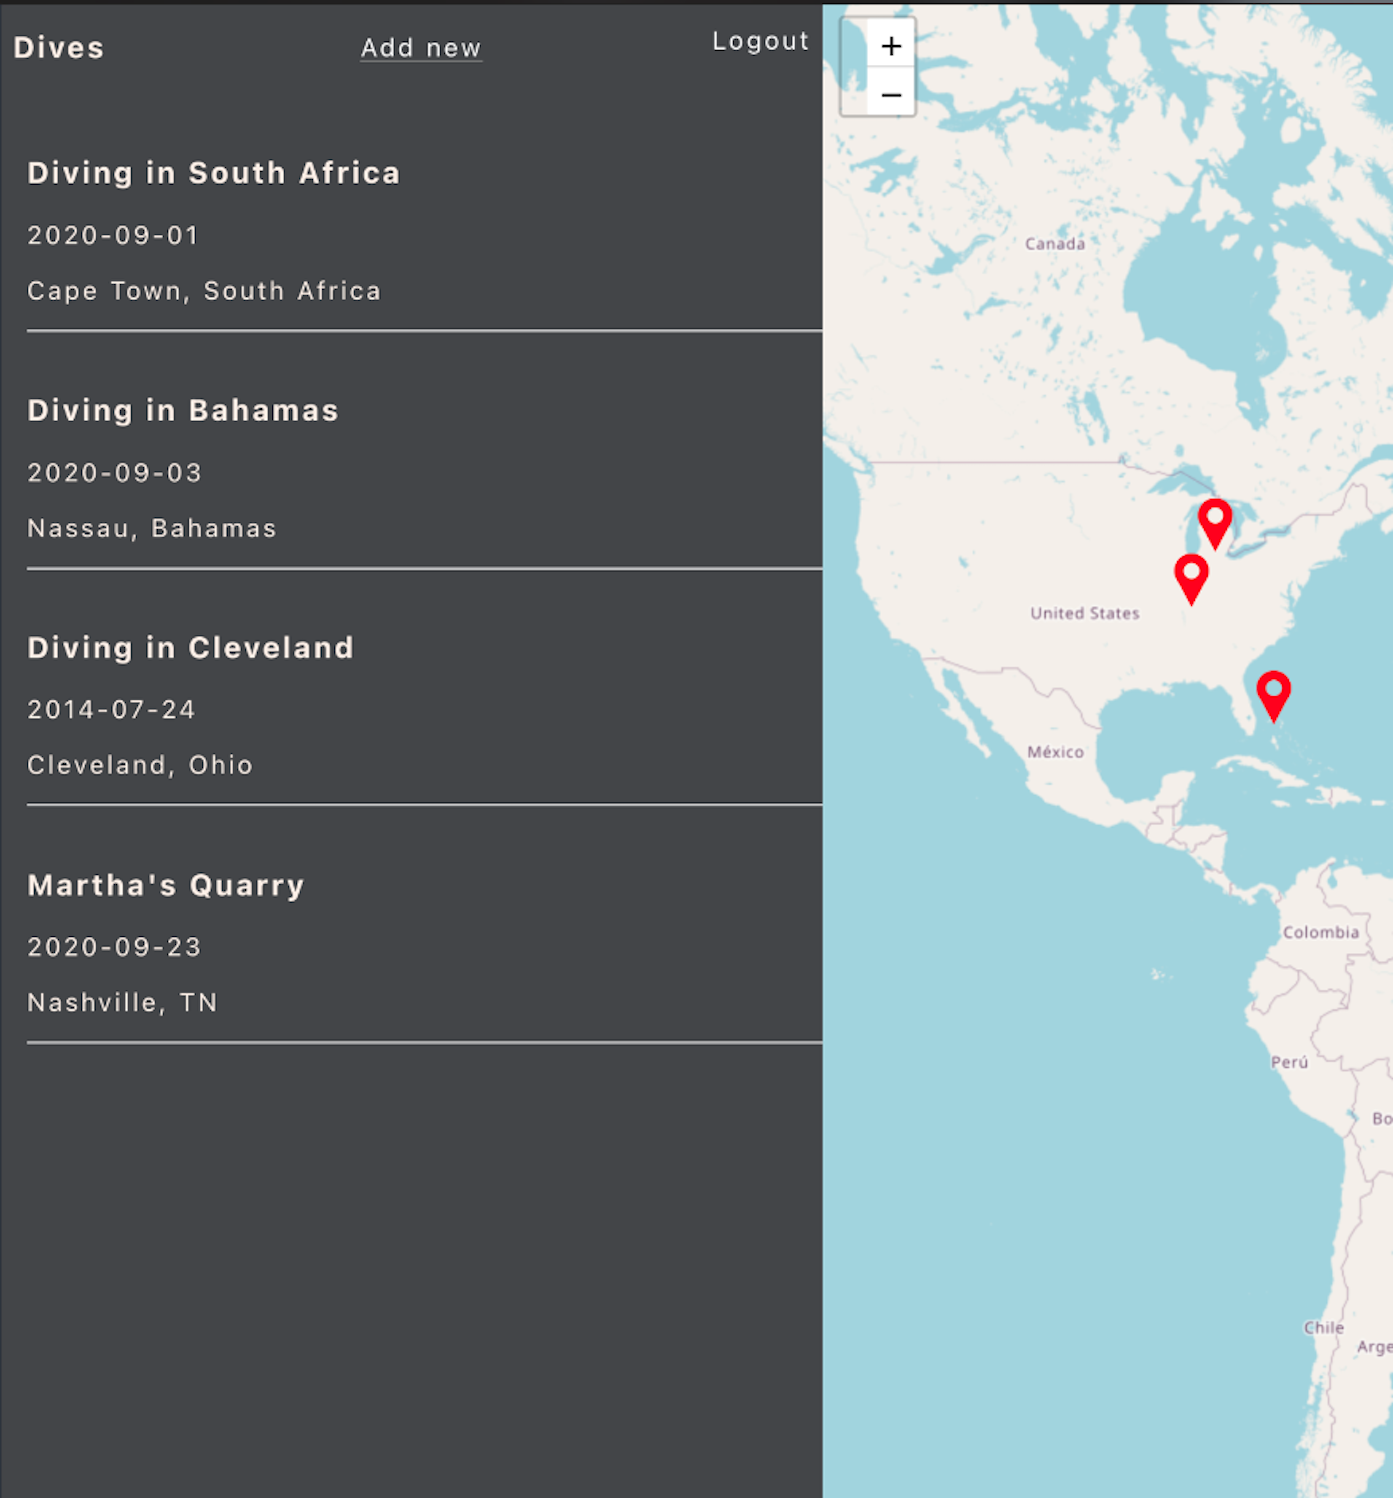 Dives
Add new
Logout
Diving in South Africa
2020-09-01
Cape Town, South Africa
Diving in Bahamas
2020-09-03
Nassau, Bahamas
Diving in Cleveland
2014-07-24
Cleveland, Ohio
Martha's Quarry
2020-09-23
Nashville, TN
+
−
Canada
United States
México
Colombia
Perú
Bo
Chile
Arge